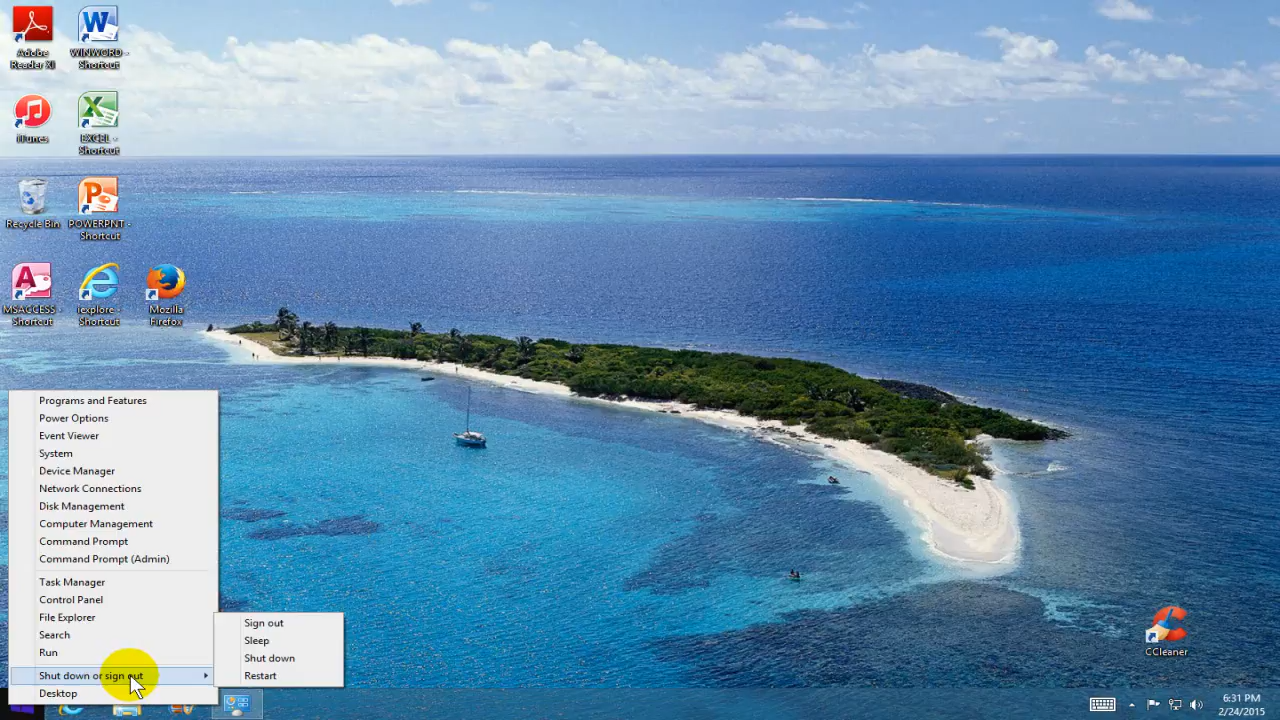 Adobe
Reader XI
WINWORD -
Shortcut
iTunes
EXCEL -
Shortcut
Recycle Bin
POWERPNT -
Shortcut
MSACCESS -
Shortcut
iexplore -
Shortcut
Mozilla
Firefox
Programs and Features
Power Options
Event Viewer
System
Device Manager
Network Connections
Disk Management
Computer Management
Command Prompt
Command Prompt (Admin)
Task Manager
Control Panel
File Explorer
Search
Run
Shut down or sign out
Desktop
Sign out
Sleep
Shut down
Restart
CCleaner
6:31 PM
2/24/2015